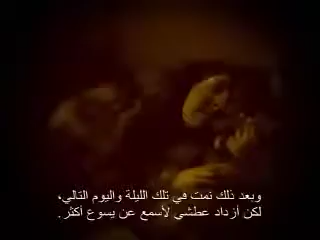 وبعد ذلك نمت في تلك الليلة واليوم التالي،
لكن أزداد عطشي لأسمع عن يسوع أكثر.